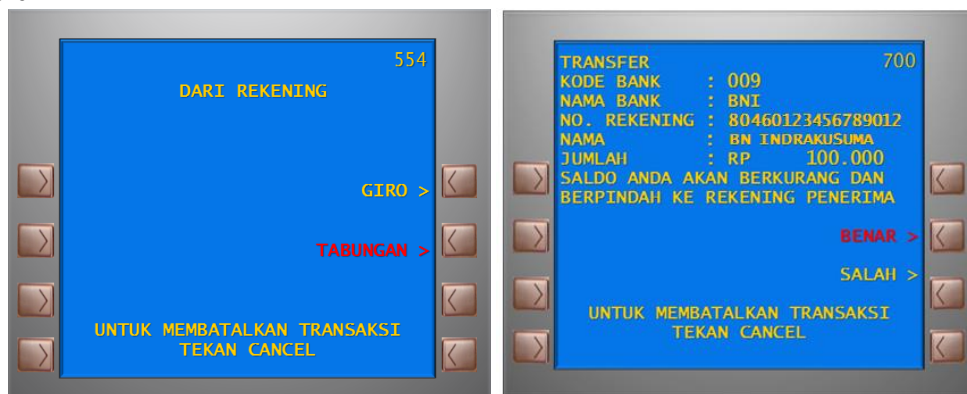 554
DARI REKENING
GIRO >
TABUNGAN >
UNTUK MEMBATALKAN TRANSAKSI
TEKAN CANCEL
TRANSFER 700
KODE BANK : 009
NAMA BANK : BNI
NO. REKENING : 80460123456789012
NAMA : BN INDRAKUSUMA
JUMLAH : RP 100.000
SALDO ANDA AKAN BERKURANG DAN
BERPINDAH KE REKENING PENERIMA
BENAR >
SALAH >
UNTUK MEMBATALKAN TRANSAKSI
TEKAN CANCEL